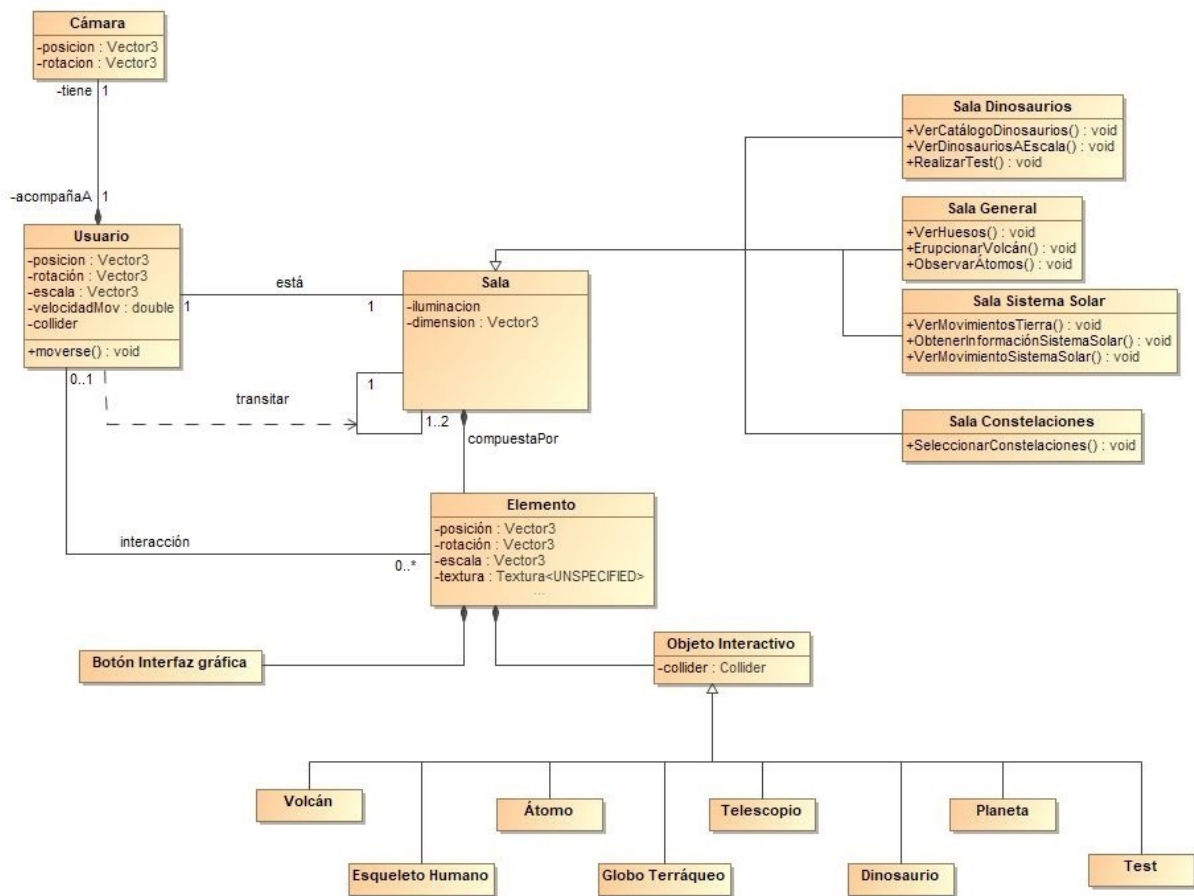 Cámara
-posicion : Vector3
-rotacion : Vector3
-tiene
1
-acompañaA
1
Usuario
-posicion : Vector3
-rotación : Vector3
-escala : Vector3
-velocidadMov : double
-collider
+moverse() : void
está
1
1
Sala
-iluminacion
-dimension : Vector3
0..1
transitar
1
1..2
compuestaPor
Sala Dinosaurios
+VerCatálogoDinosaurios() : void
+VerDinosauriosAEscala() : void
+RealizarTest() : void
Sala General
+VerHuesos() : void
+ErupcionarVolcán() : void
+ObservarÁtomos() : void
Sala Sistema Solar
+VerMovimientosTierra() : void
+ObtenerInformaciónSistemaSolar() : void
+VerMovimientoSistemaSolar() : void
Sala Constelaciones
+SeleccionarConstelaciones() : void
interacción
0..*
Elemento
-posición : Vector3
-rotación : Vector3
-escala : Vector3
-textura : Textura<UNSPECIFIED>
...
Botón Interfaz gráfica
Objeto Interactivo
-collider : Collider
Volcán
Átomo
Telescopio
Planeta
Esqueleto Humano
Globo Terráqueo
Dinosaurio
Test